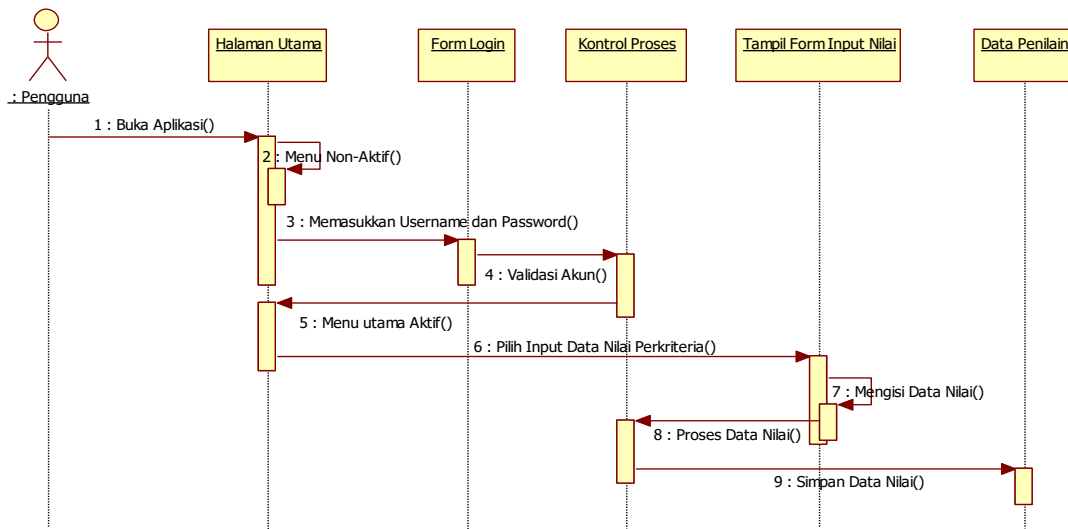 Halaman Utama
Form Login
Kontrol Proses
Tampil Form Input Nilai
Data Penilain
: Pengguna
1 : Buka Aplikasi()
2 : Menu Non-Aktif()
3 : Memasukkan Username dan Password()
4 : Validasi Akun()
5 : Menu utama Aktif()
6 : Pilih Input Data Nilai Perkriteria()
7 : Mengisi Data Nilai()
8 : Proses Data Nilai()
9 : Simpan Data Nilai()